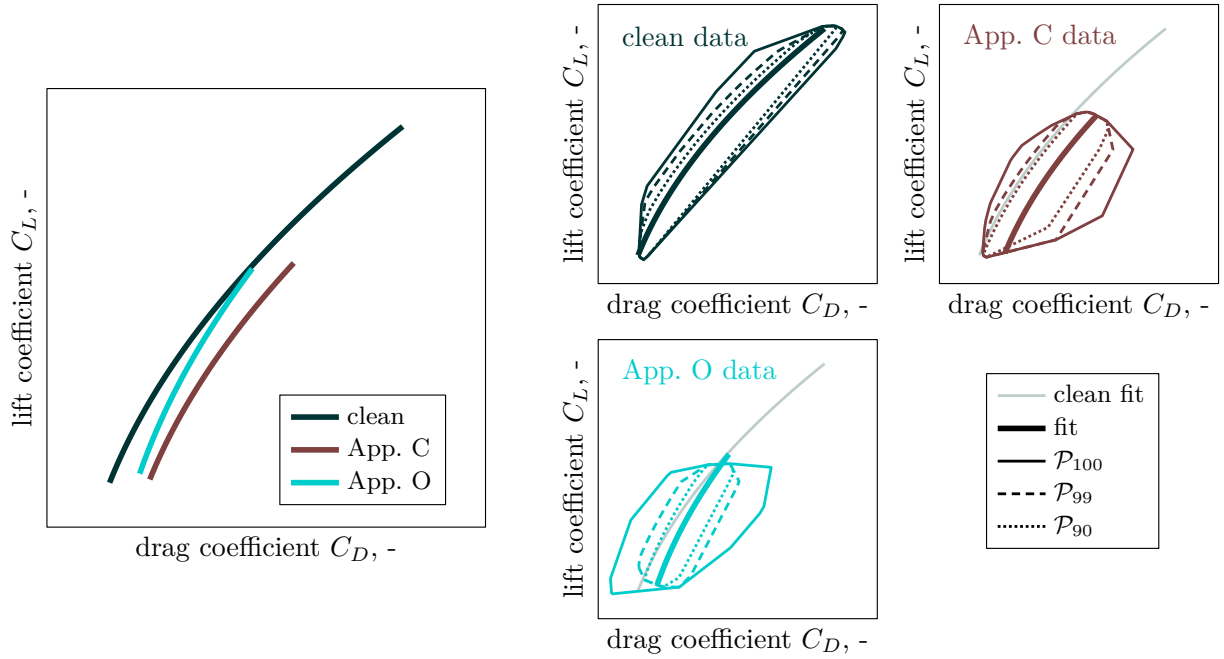 lift coefficient C_L, -
clean
App. C
App. O
drag coefficient C_D, -
clean data
lift coefficient C_L, -
drag coefficient C_D, -
App. C data
lift coefficient C_L, -
drag coefficient C_D, -
App. O data
lift coefficient C_L, -
drag coefficient C_D, -
clean fit
fit
𝒫_100
𝒫_99
𝒫_90